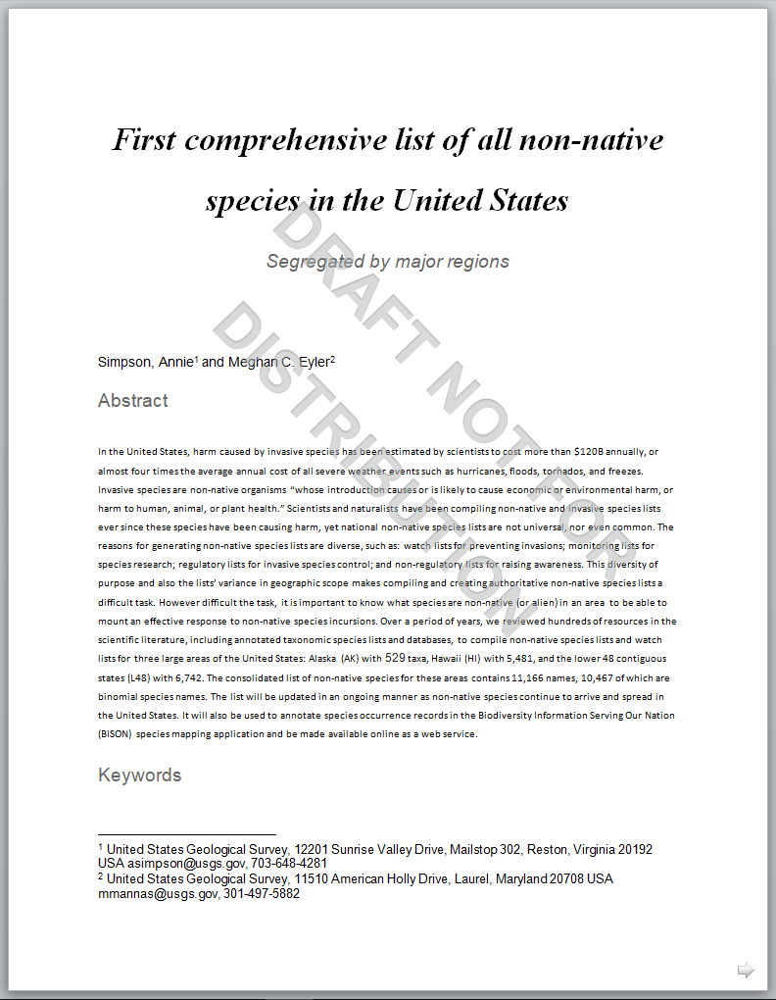 First comprehensive list of all non-native
species in the United States
Segregated by major regions
DRAFT NOT FOR
DISTRIBUTION
Simpson, Annie¹ and Meghan C. Eyler²
Abstract
In the United States, harm caused by invasive species has been estimated by scientists to cost more than $120B annually, or
almost four times the average annual cost of all severe weather events such as hurricanes, floods, tornados, and freezes.
Invasive species are non-native organisms “whose introduction causes or is likely to cause economic or environmental harm, or
harm to human, animal, or plant health.” Scientists and naturalists have been compiling non-native and invasive species lists
ever since these species have been causing harm, yet national non-native species lists are not universal, nor even common. The
reasons for generating non-native species lists are diverse, such as: watch lists for preventing invasions; monitoring lists for
species research; regulatory lists for invasive species control; and non-regulatory lists for raising awareness. This diversity of
purpose and also the lists’ variance in geographic scope makes compiling and creating authoritative non-native species lists a
difficult task. However difficult the task, it is important to know what species are non-native (or alien) in an area to be able to
mount an effective response to non-native species incursions. Over a period of years, we reviewed hundreds of resources in the
scientific literature, including annotated taxonomic species lists and databases, to compile non-native species lists and watch
lists for three large areas of the United States: Alaska (AK) with 529 taxa, Hawaii (HI) with 5,481, and the lower 48 contiguous
states (L48) with 6,742. The consolidated list of non-native species for these areas contains 11,166 names, 10,467 of which are
binomial species names. The list will be updated in an ongoing manner as non-native species continue to arrive and spread in
the United States. It will also be used to annotate species occurrence records in the Biodiversity Information Serving Our Nation
(BISON) species mapping application and be made available online as a web service.
Keywords
¹ United States Geological Survey, 12201 Sunrise Valley Drive, Mailstop 302, Reston, Virginia 20192
USA asimpson@usgs.gov, 703-648-4281
² United States Geological Survey, 11510 American Holly Drive, Laurel, Maryland 20708 USA
mmannas@usgs.gov, 301-497-5882